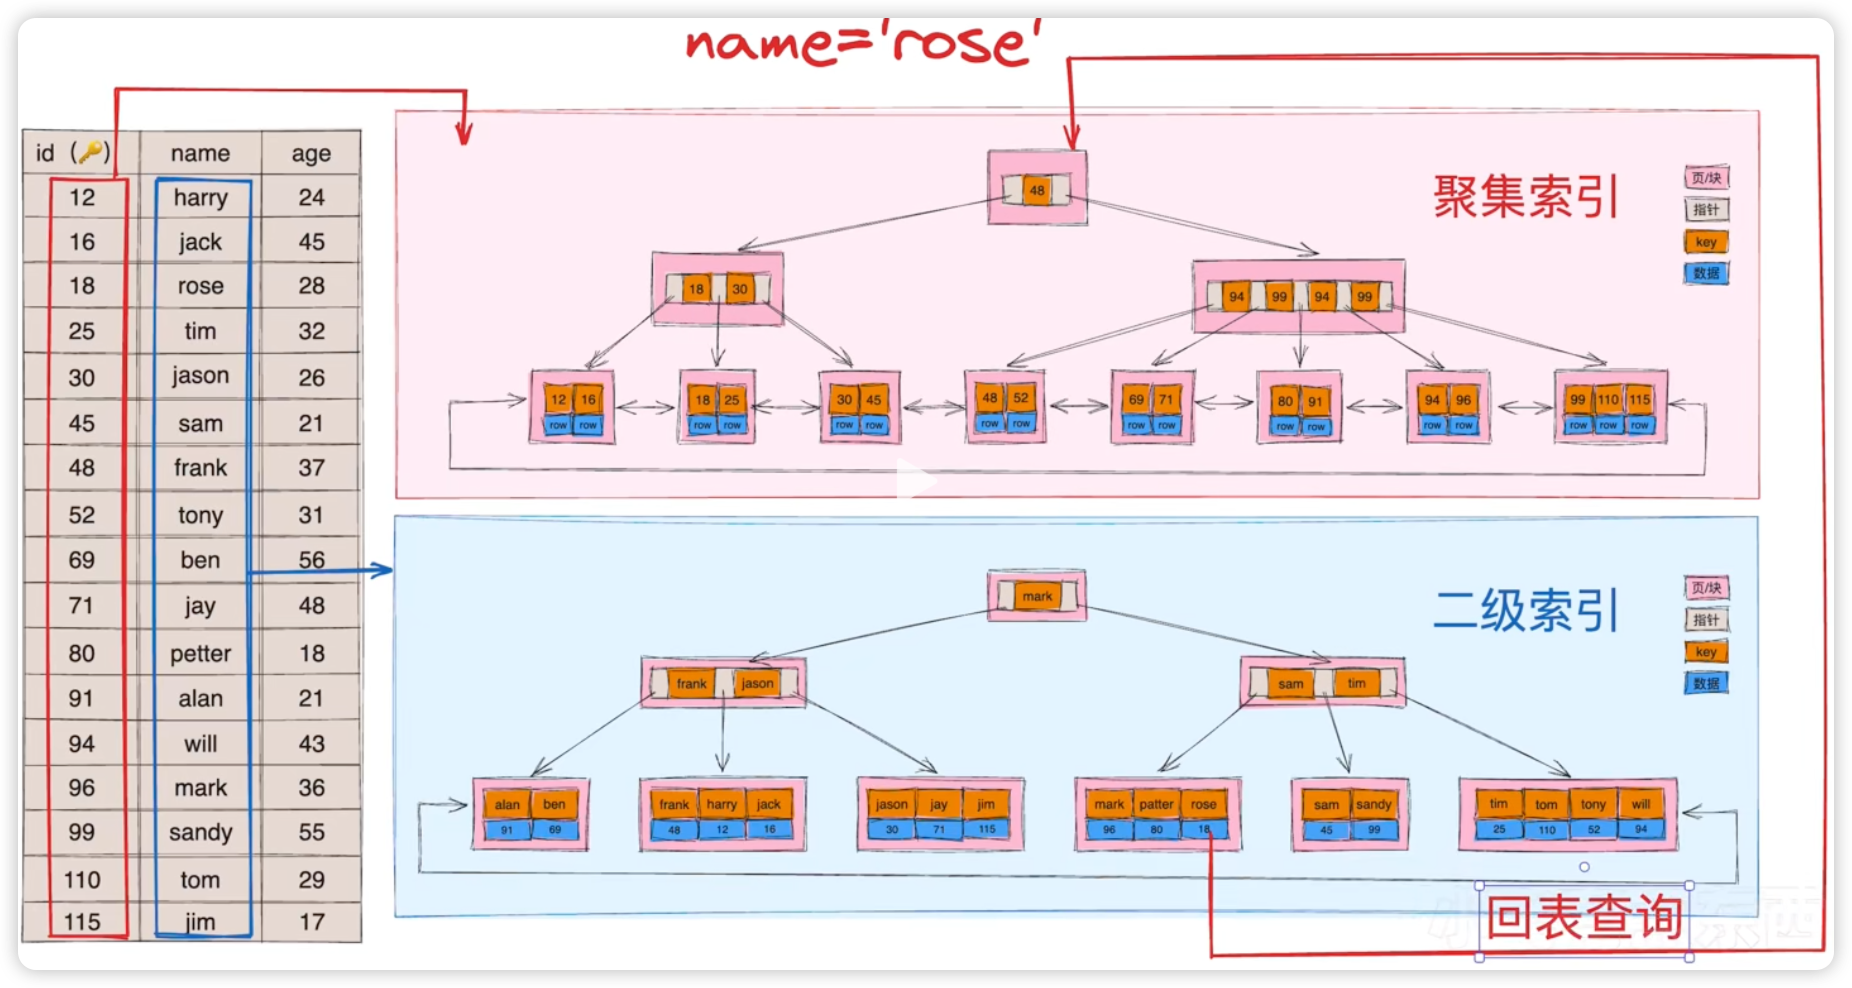 name='rose'
id (🔑) name age
12 harry 24
16 jack 45
18 rose 28
25 tim 32
30 jason 26
45 sam 21
48 frank 37
52 tony 31
69 ben 56
71 jay 48
80 petter 18
91 alan 21
94 will 43
96 mark 36
99 sandy 55
110 tom 29
115 jim 17
聚集索引
页/块
指针
key
数据
48
18 30
94 99 94 99
12 16
row row
18 25
row row
30 45
row row
48 52
row row
69 71
row row
80 91
row row
94 96
row row
99 110 115
row row row
二级索引
页/块
指针
key
数据
mark
frank jason
sam tim
alan ben
91 69
frank harry jack
48 12 16
jason jay jim
30 71 115
mark patter rose
96 80 18
sam sandy
45 99
tim tom tony will
25 110 52 94
回表查询